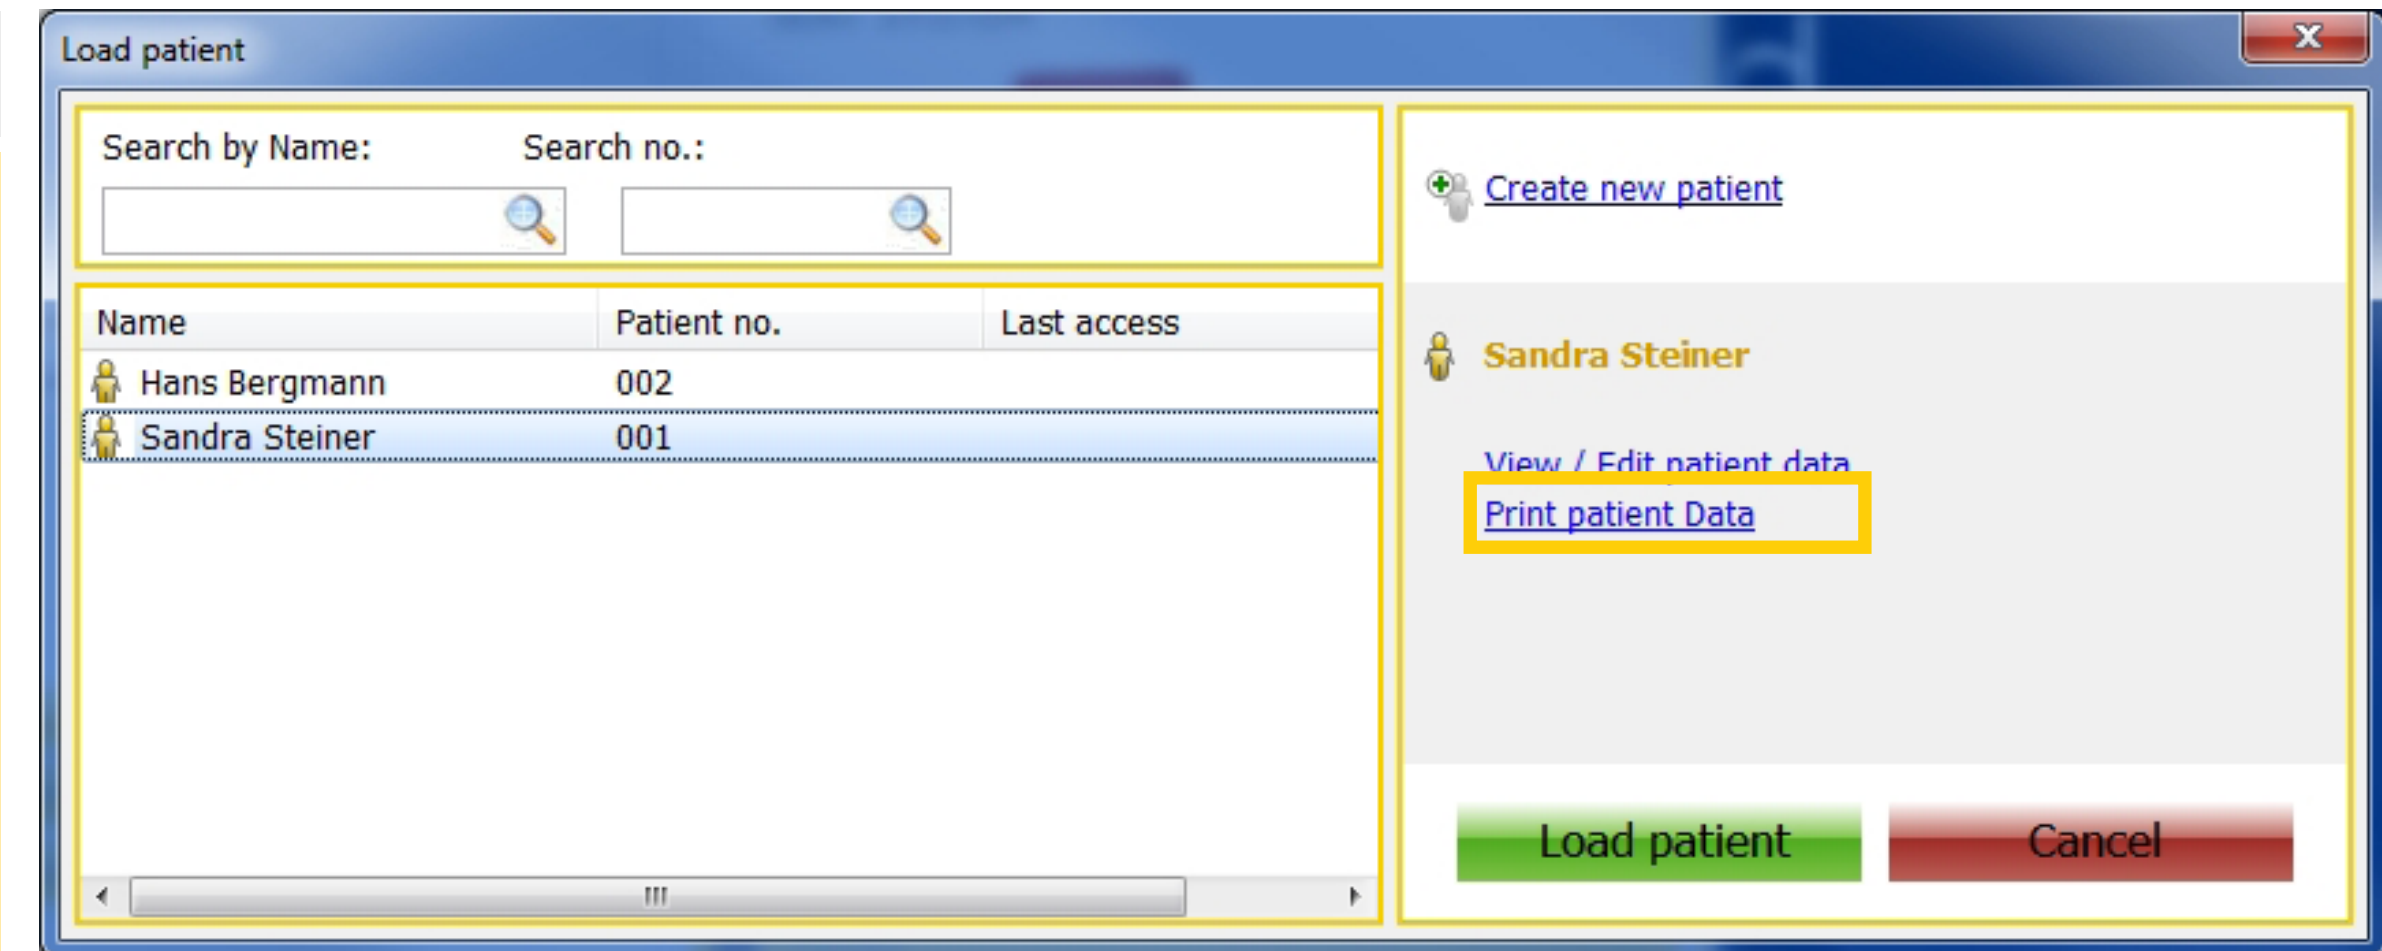 Load patient
x
Search by Name: Search no.:
Name Patient no. Last access
Hans Bergmann 002
Sandra Steiner 001
Create new patient
Sandra Steiner
View / Edit patient data
Print patient Data
Load patient Cancel